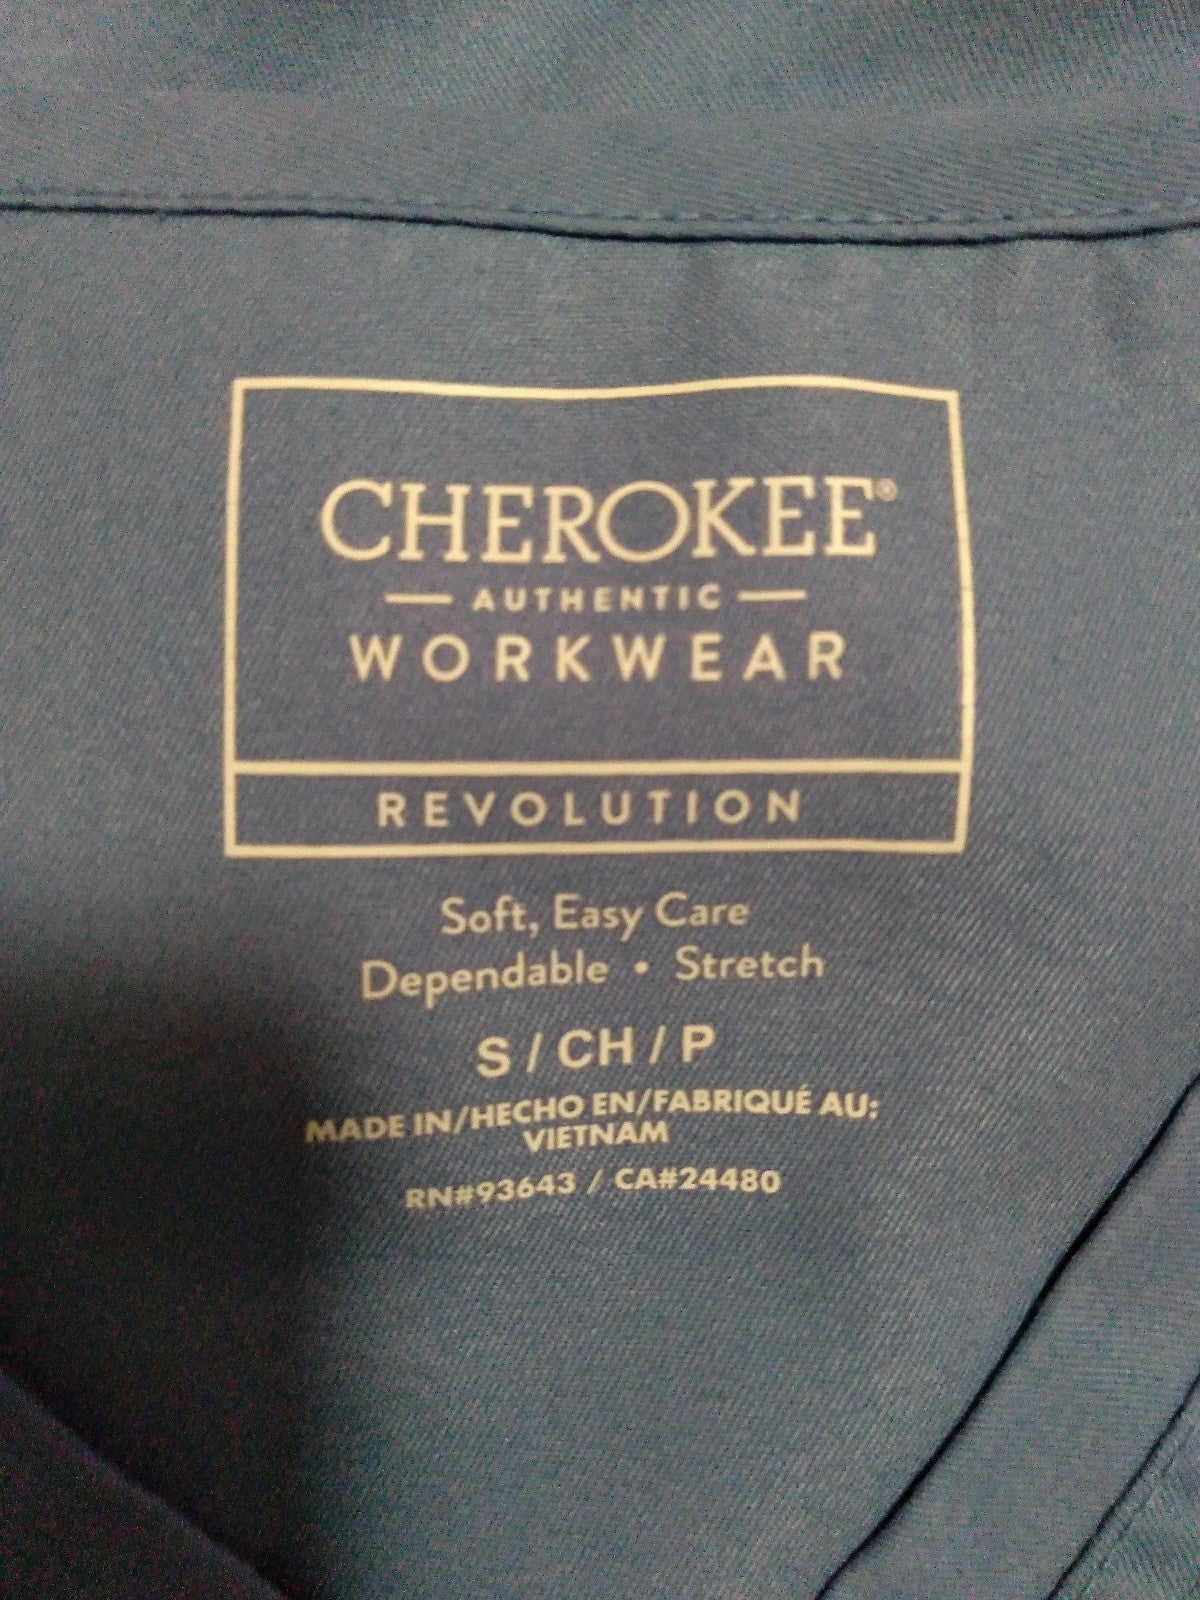 CHEROKEE®
AUTHENTIC
WORKWEAR
REVOLUTION
Soft, Easy Care
Dependable • Stretch
S / CH / P
MADE IN/HECHO EN/FABRIQUÉ AU:
VIETNAM
RN#93643 / CA#24480